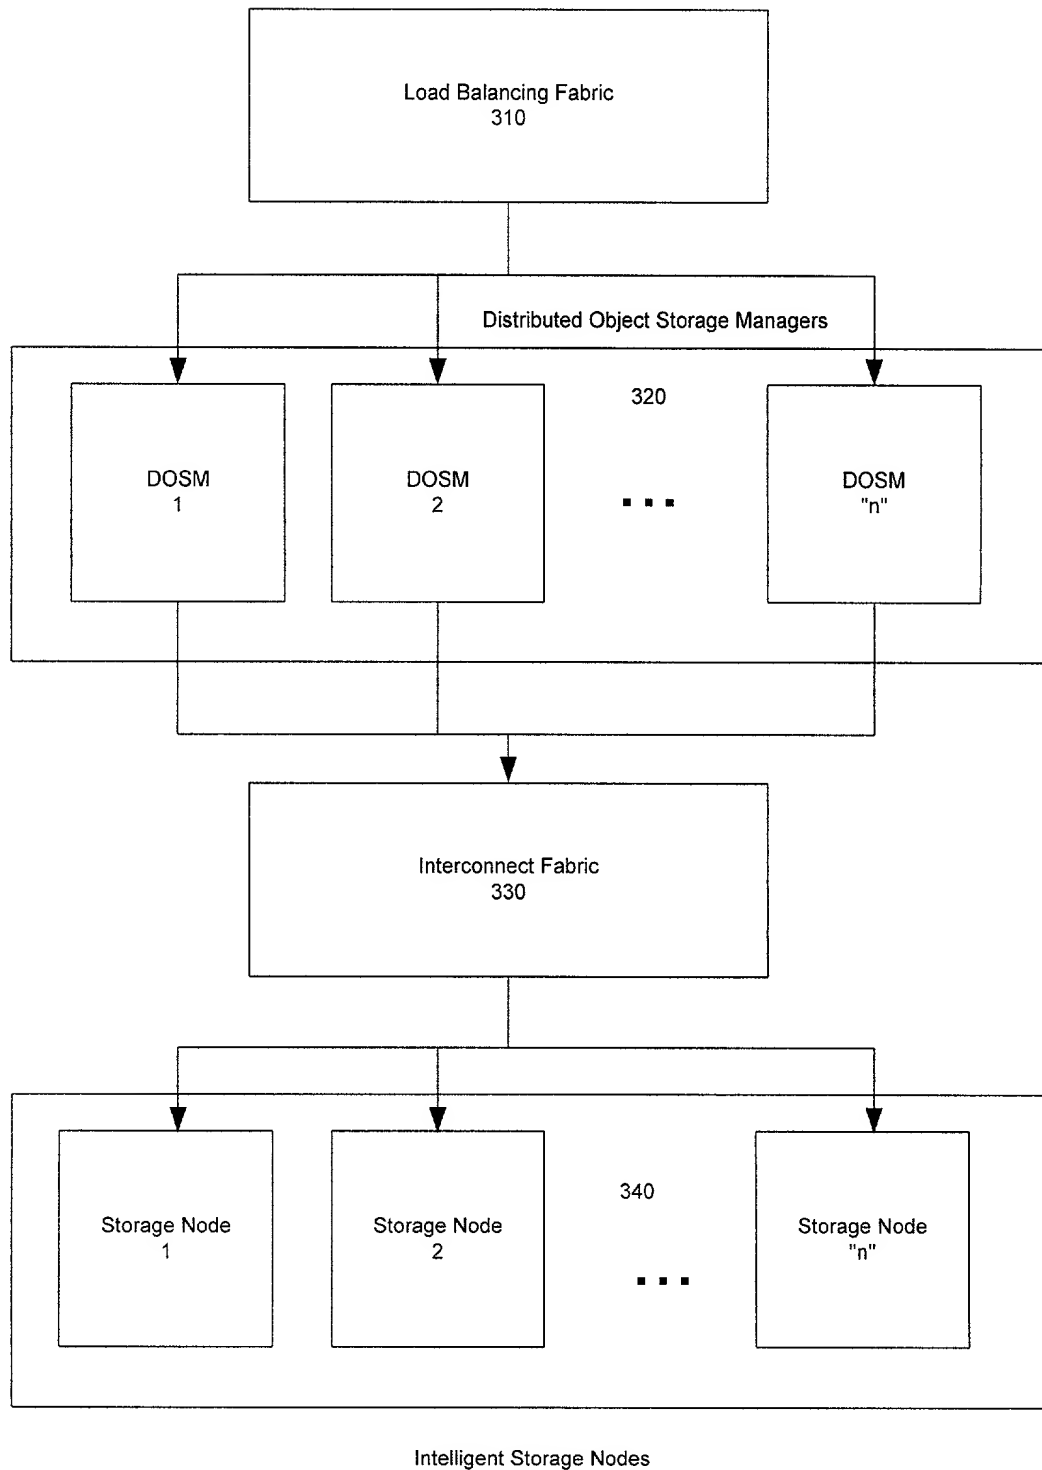 Load Balancing Fabric
310
Distributed Object Storage Managers
320
DOSM
1
DOSM
2
DOSM
"n"
Interconnect Fabric
330
340
Storage Node
1
Storage Node
2
Storage Node
"n"
Intelligent Storage Nodes